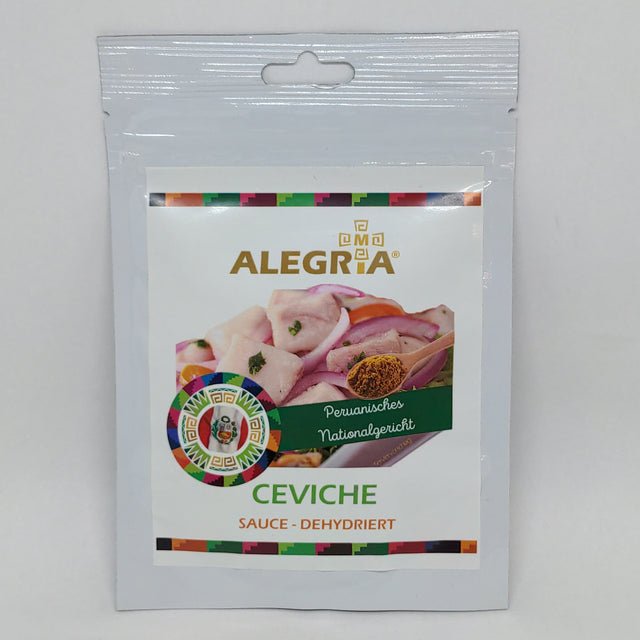 M
ALEGRIA®
Peruanisches
Nationalgericht
CEVICHE
SAUCE - DEHYDRIERT